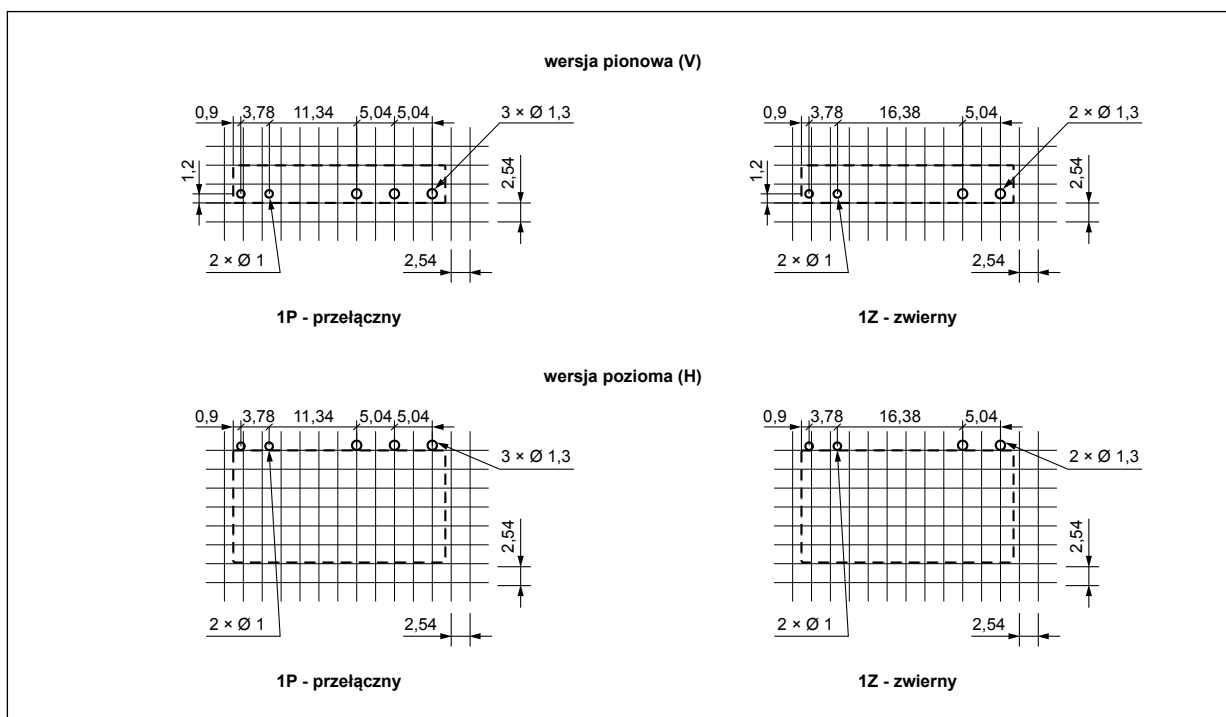 wersja pionowa (V)
0,9 3,78 11,34 5,04 5,04 3 × Ø 1,3
1,2
2,54
2 × Ø 1 2,54
1P - przełączny
0,9 3,78 16,38 5,04 2 × Ø 1,3
1,2
2,54
2 × Ø 1 2,54
1Z - zwierny
wersja pozioma (H)
0,9 3,78 11,34 5,04 5,04
3 × Ø 1,3
2,54
2 × Ø 1 2,54
1P - przełączny
0,9 3,78 16,38 5,04
2 × Ø 1,3
2,54
2 × Ø 1 2,54
1Z - zwierny